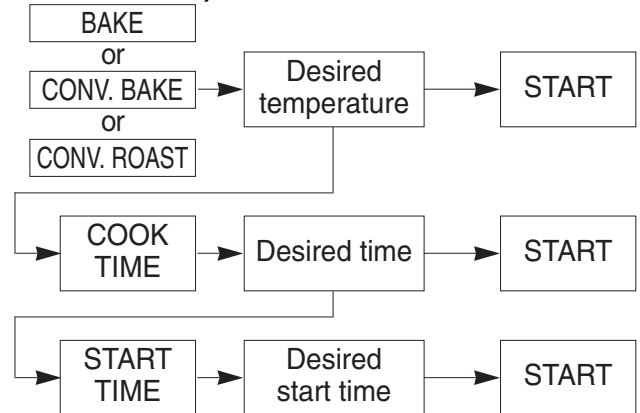 BAKE
or
CONV. BAKE
or
CONV. ROAST
Desired
temperature
START
COOK
TIME
Desired time
START
START
TIME
Desired
start time
START